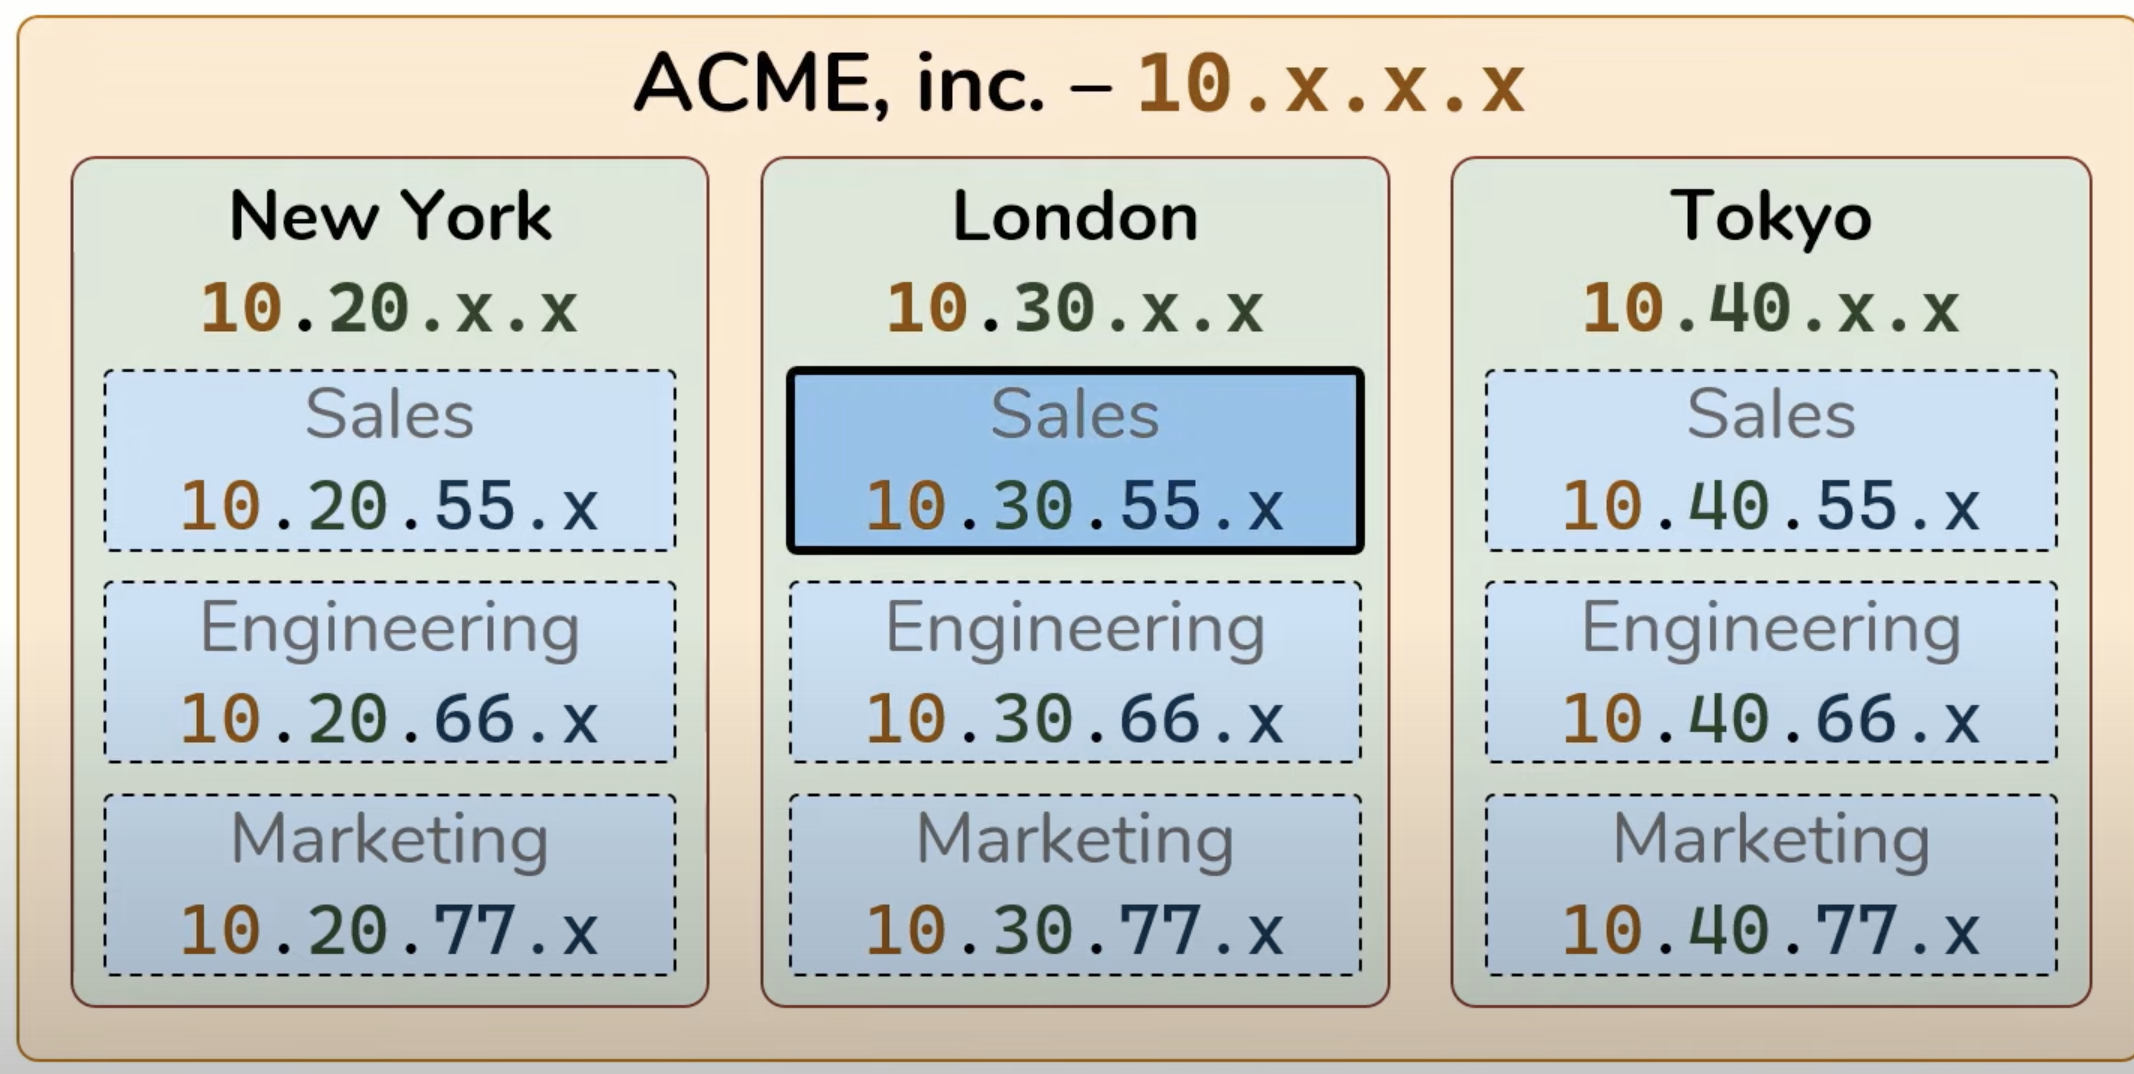 ACME, inc. – 10.x.x.x
New York
10.20.x.x
Sales
10.20.55.x
Engineering
10.20.66.x
Marketing
10.20.77.x
London
10.30.x.x
Sales
10.30.55.x
Engineering
10.30.66.x
Marketing
10.30.77.x
Tokyo
10.40.x.x
Sales
10.40.55.x
Engineering
10.40.66.x
Marketing
10.40.77.x